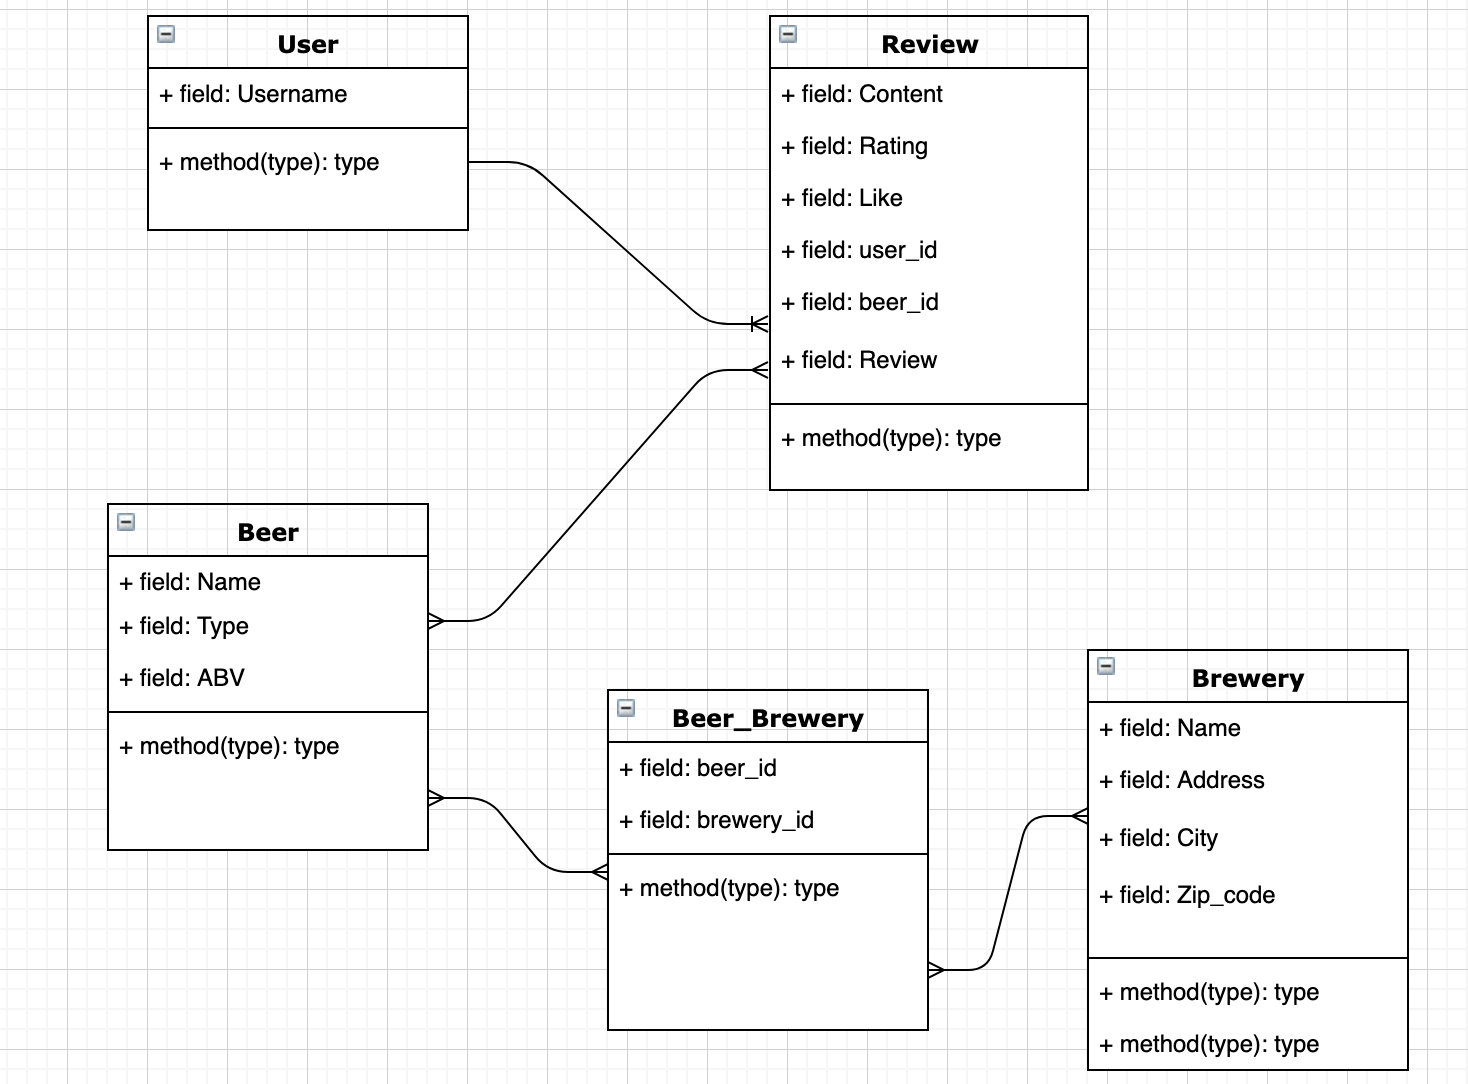 User
+ field: Username
+ method(type): type
Review
+ field: Content
+ field: Rating
+ field: Like
+ field: user_id
+ field: beer_id
+ field: Review
+ method(type): type
Beer
+ field: Name
+ field: Type
+ field: ABV
+ method(type): type
Beer_Brewery
+ field: beer_id
+ field: brewery_id
+ method(type): type
Brewery
+ field: Name
+ field: Address
+ field: City
+ field: Zip_code
+ method(type): type
+ method(type): type